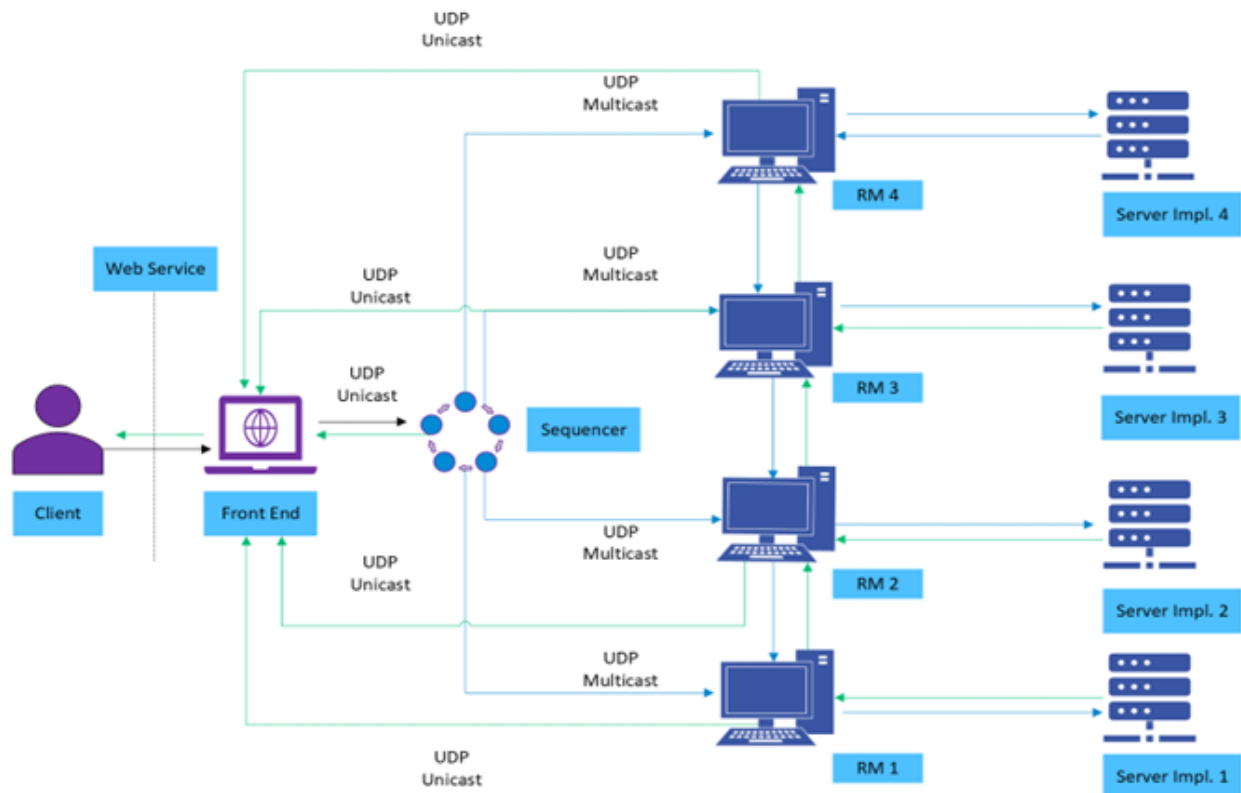 UDP
Unicast
UDP
Multicast
RM 4
Server Impl. 4
Web Service
UDP
Unicast
UDP
Multicast
RM 3
Server Impl. 3
UDP
Unicast
Sequencer
Client
Front End
UDP
Unicast
UDP
Multicast
RM 2
Server Impl. 2
UDP
Multicast
UDP
Unicast
RM 1
Server Impl. 1